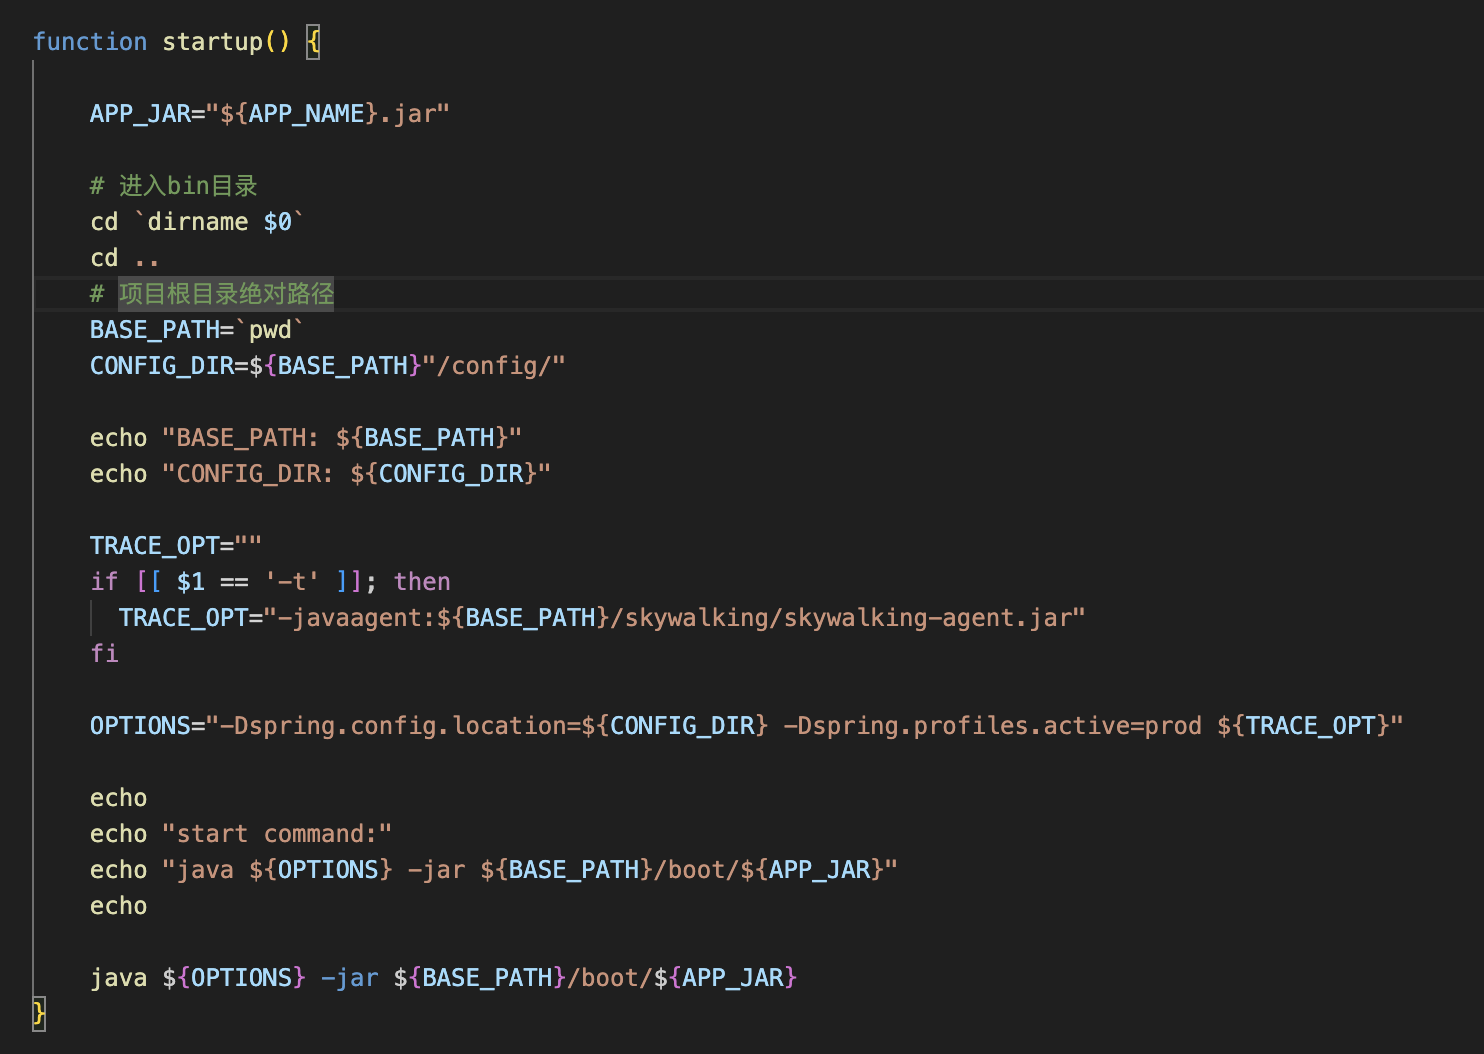 function startup() {
APP_JAR="${APP_NAME}.jar"
# 进入bin目录
cd `dirname $0`
cd ..
# 项目根目录绝对路径
BASE_PATH=`pwd`
CONFIG_DIR=${BASE_PATH}"/config/"
echo "BASE_PATH: ${BASE_PATH}"
echo "CONFIG_DIR: ${CONFIG_DIR}"
TRACE_OPT=""
if [[ $1 == '-t' ]]; then
TRACE_OPT="-javaagent:${BASE_PATH}/skywalking/skywalking-agent.jar"
fi
OPTIONS="-Dspring.config.location=${CONFIG_DIR} -Dspring.profiles.active=prod ${TRACE_OPT}"
echo
echo "start command:"
echo "java ${OPTIONS} -jar ${BASE_PATH}/boot/${APP_JAR}"
echo
java ${OPTIONS} -jar ${BASE_PATH}/boot/${APP_JAR}
}